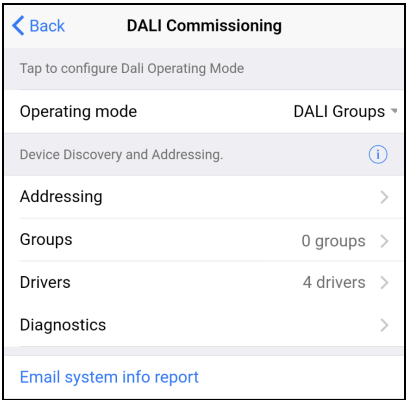 Back DALI Commissioning
Tap to configure Dali Operating Mode
Operating mode DALI Groups
Device Discovery and Addressing.
Addressing
Groups 0 groups
Drivers 4 drivers
Diagnostics
Email system info report